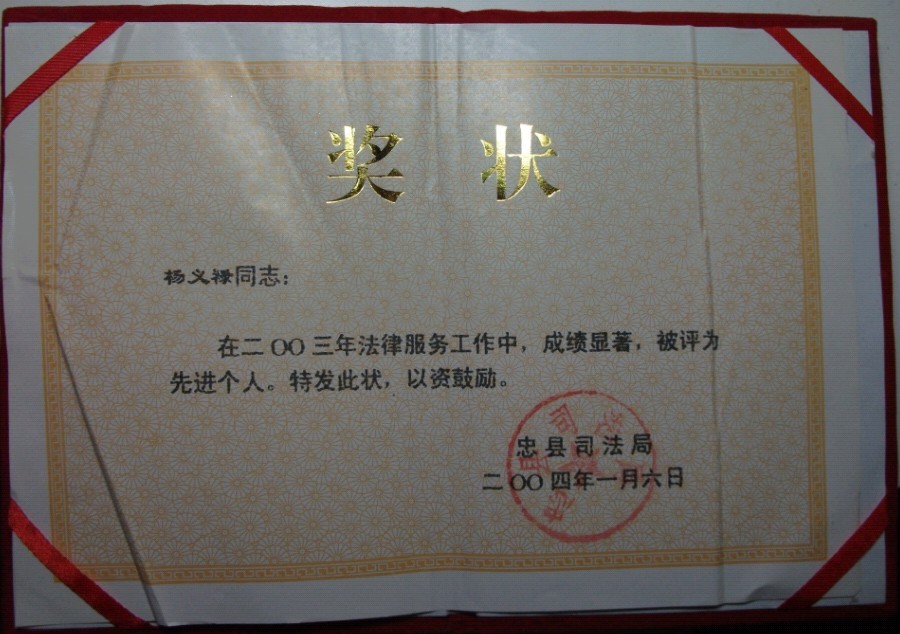 奖状
杨义禄同志：
在二OO三年法律服务工作中，成绩显著，被评为
先进个人。特发此状，以资鼓励。
忠县司法局
二OO四年一月六日